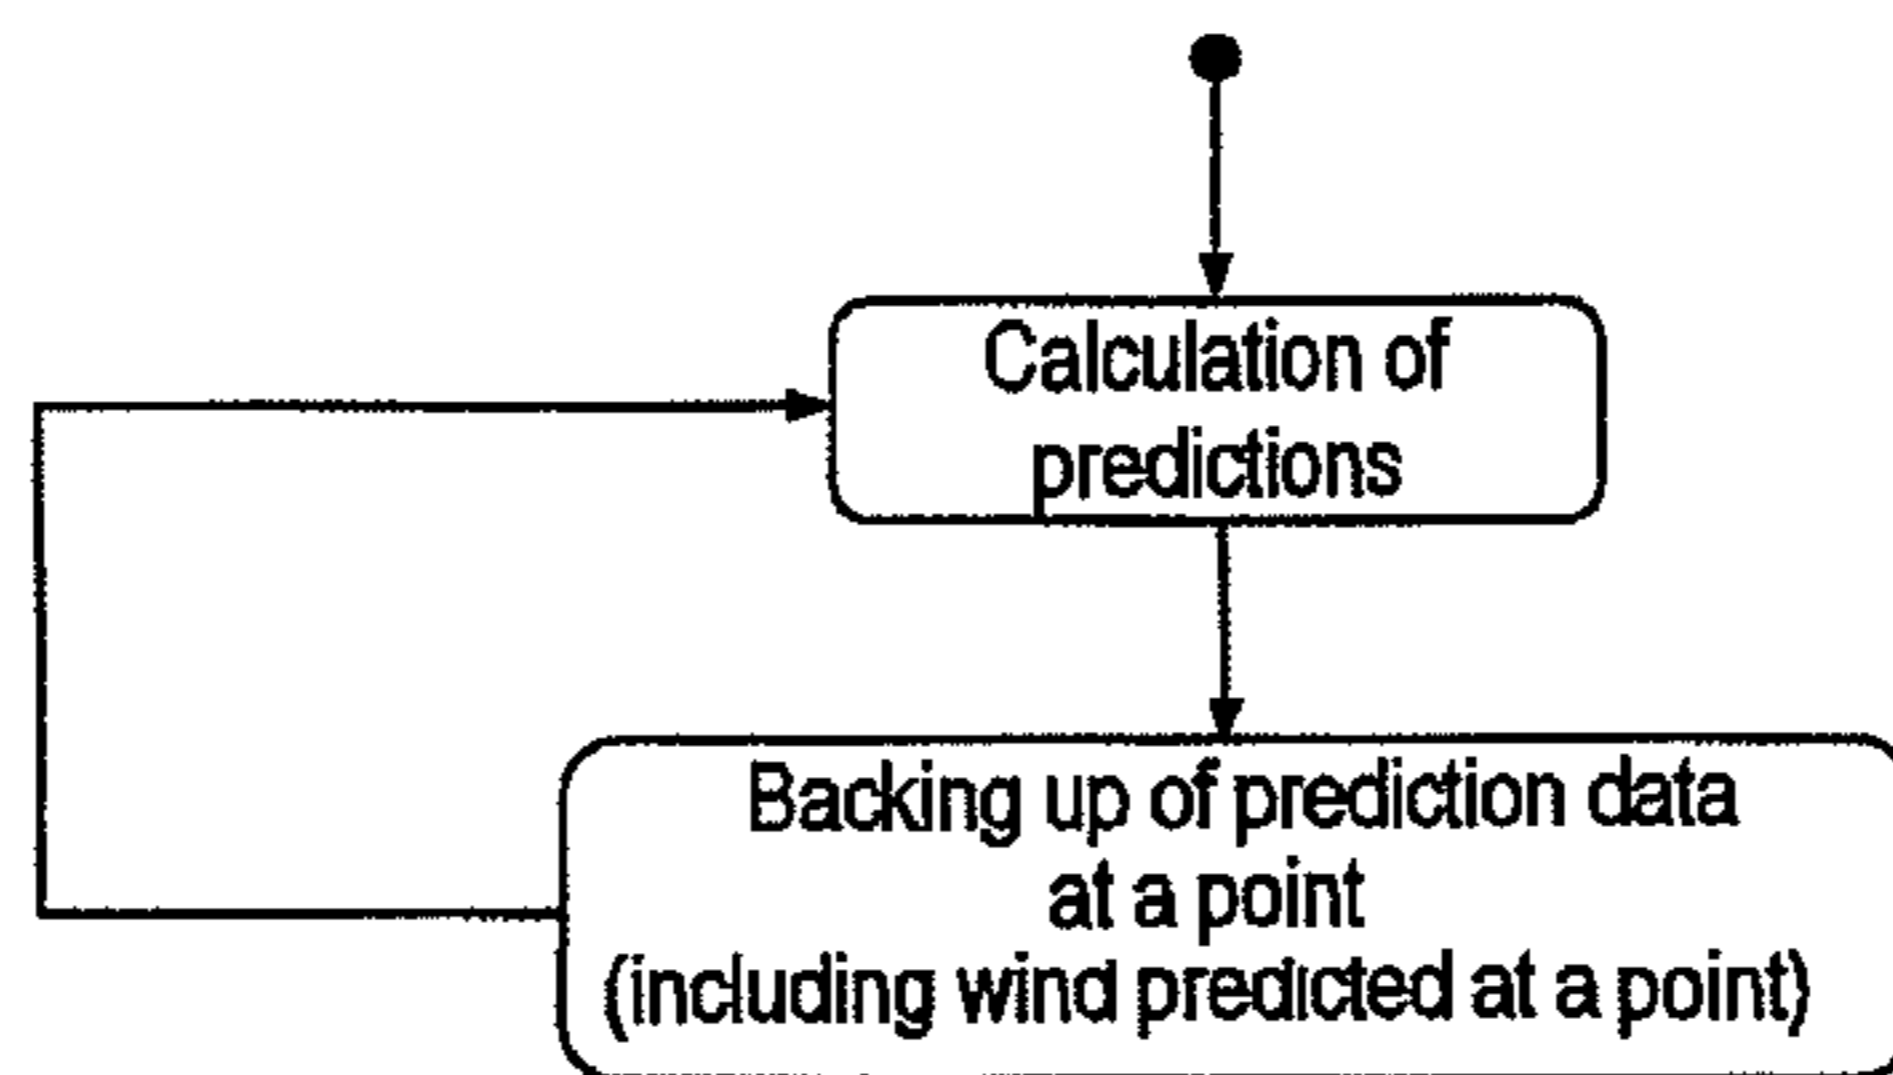 Calculation of
predictions
Backing up of prediction data
at a point
(including wind predicted at a point)